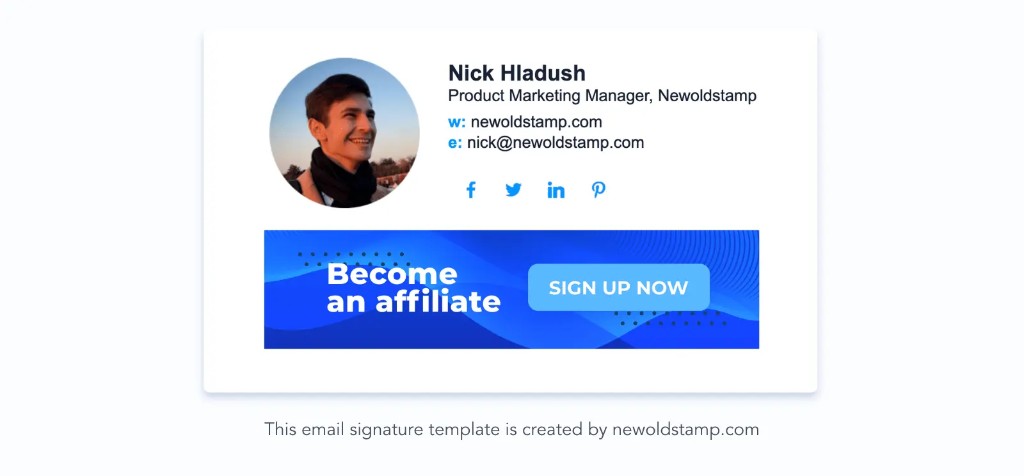 Nick Hladush
Product Marketing Manager, Newoldstamp
w: newoldstamp.com
e: nick@newoldstamp.com
Become
an affiliate
SIGN UP NOW
This email signature template is created by newoldstamp.com